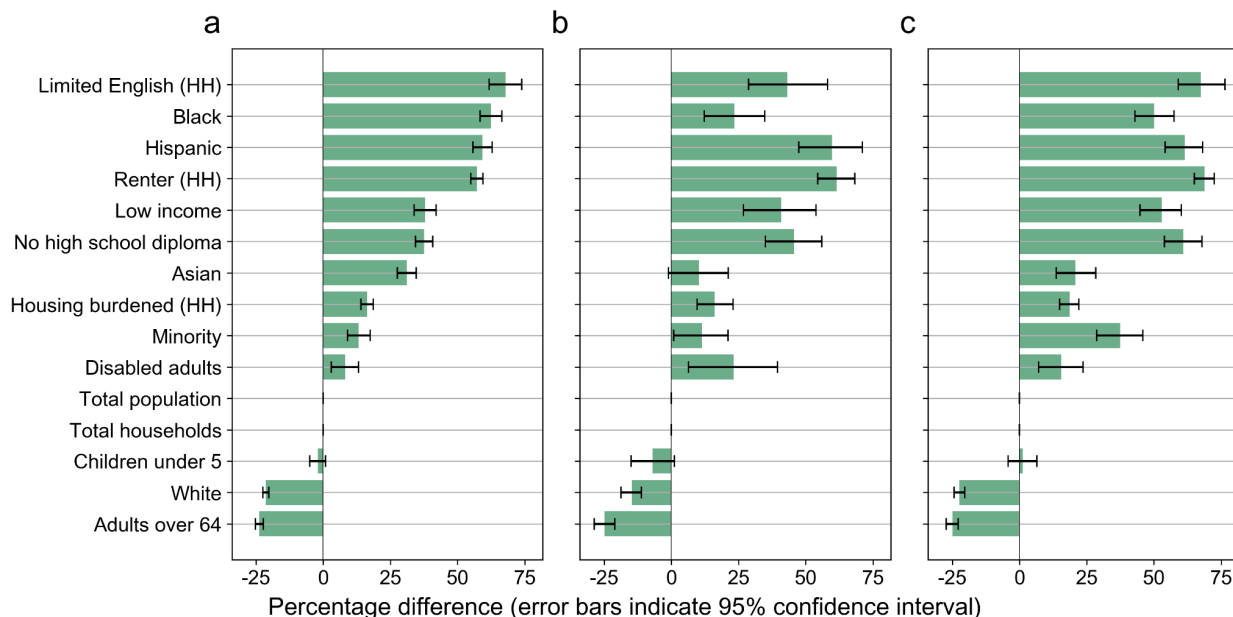 a b c
Limited English (HH)
Black
Hispanic
Renter (HH)
Low income
No high school diploma
Asian
Housing burdened (HH)
Minority
Disabled adults
Total population
Total households
Children under 5
White
Adults over 64
-25 0 25 50 75 -25 0 25 50 75 -25 0 25 50 75
Percentage difference (error bars indicate 95% confidence interval)